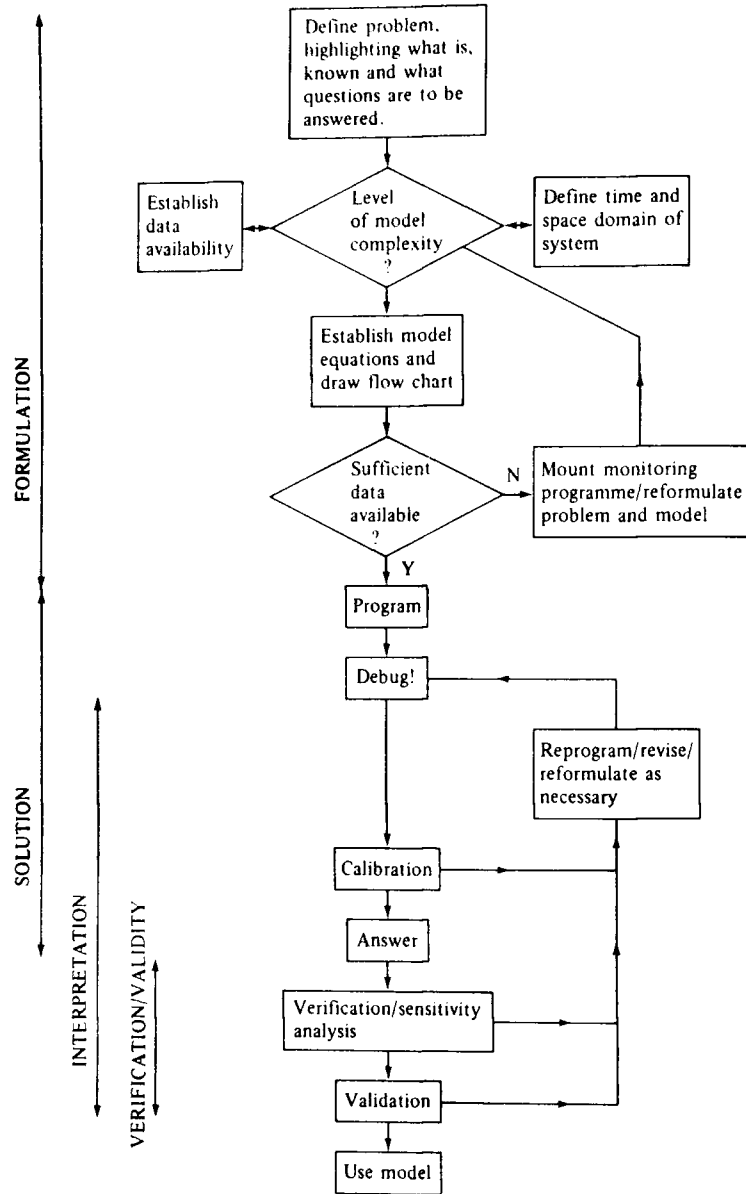 Define problem,
highlighting what is,
known and what
questions are to be
answered.
Establish
data
availability
Level
of model
complexity
?
Define time and
space domain of
system
Establish model
equations and
draw flow chart
Sufficient
data
available
?
N
Mount monitoring
programme/reformulate
problem and model
Y
Program
Debug!
Reprogram/revise/
reformulate as
necessary
Calibration
Answer
Verification/sensitivity
analysis
Validation
Use model
FORMULATION
SOLUTION
INTERPRETATION
VERIFICATION/VALIDITY